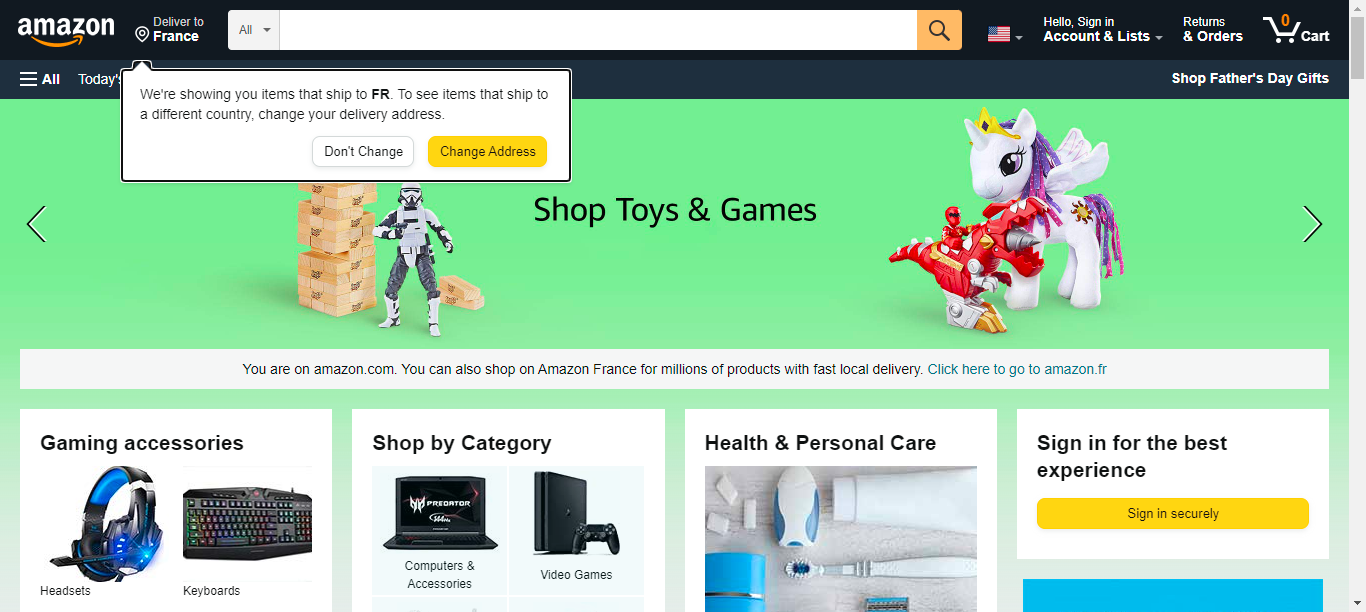 amazon
Deliver to
France
All
Hello, Sign in
Account & Lists
Returns
& Orders
0
Cart
All
Today's
Shop Father's Day Gifts
We're showing you items that ship to FR. To see items that ship to
a different country, change your delivery address.
Don't Change
Change Address
Shop Toys & Games
You are on amazon.com. You can also shop on Amazon France for millions of products with fast local delivery. Click here to go to amazon.fr
Gaming accessories
Headsets
Keyboards
Shop by Category
PREDATOR
Computers &
Accessories
Video Games
Health & Personal Care
Sign in for the best
experience
Sign in securely